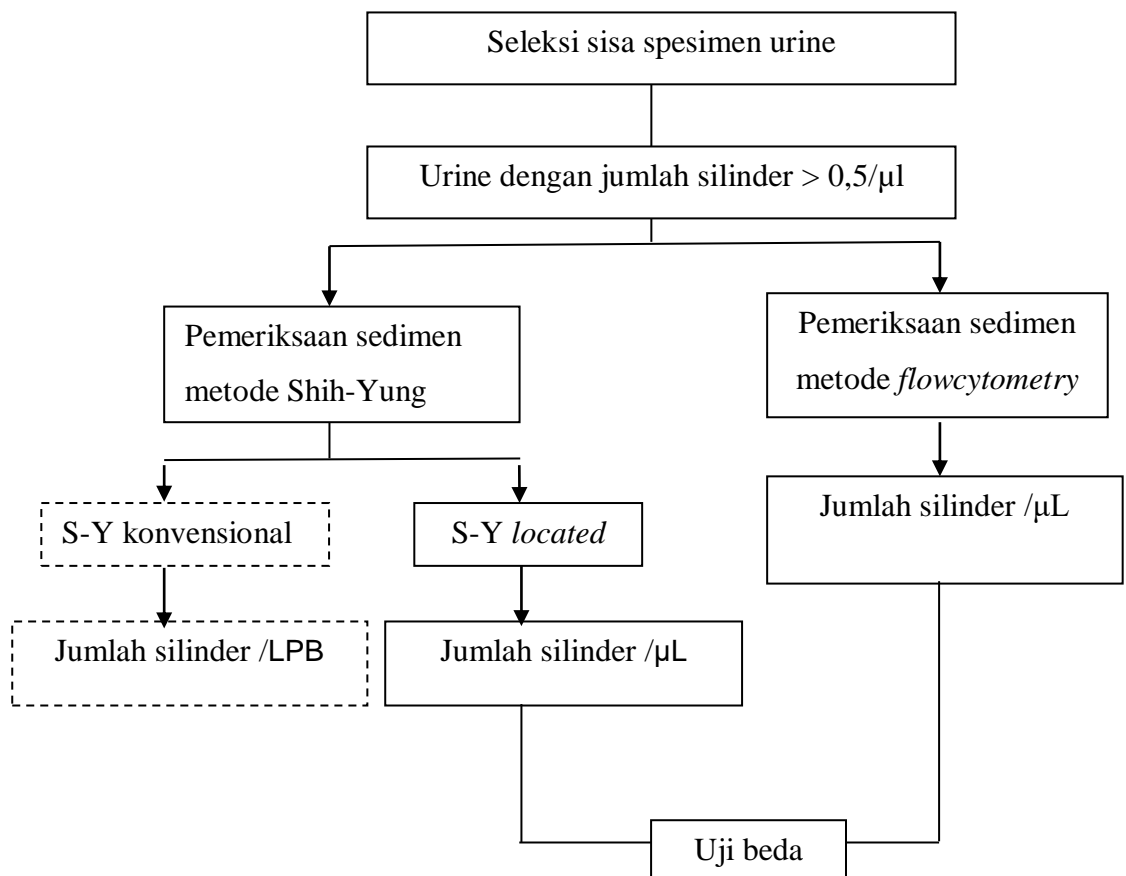 Seleksi sisa spesimen urine
Urine dengan jumlah silinder > 0,5/μl
Pemeriksaan sedimen
metode Shih-Yung
Pemeriksaan sedimen
metode flowcytometry
S-Y konvensional
S-Y located
Jumlah silinder /μL
Jumlah silinder /LPB
Jumlah silinder /μL
Uji beda